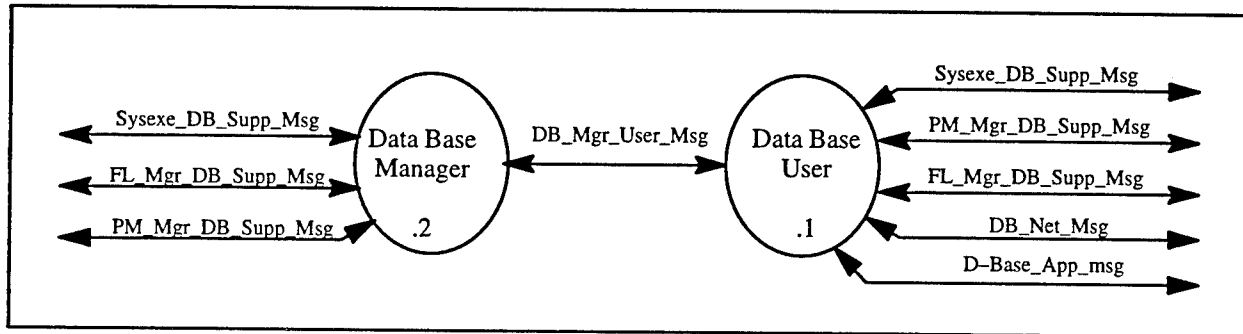 Sysexe_DB_Supp_Msg
FL_Mgr_DB_Supp_Msg
PM_Mgr_DB_Supp_Msg
Data Base
Manager
.2
DB_Mgr_User_Msg
Data Base
User
.1
Sysexe_DB_Supp_Msg
PM_Mgr_DB_Supp_Msg
FL_Mgr_DB_Supp_Msg
DB_Net_Msg
D–Base_App_msg